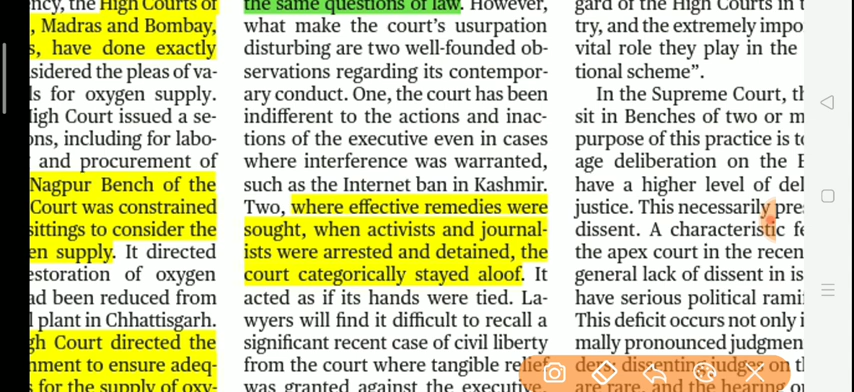 ncy, the High Courts of
, Madras and Bombay,
s, have done exactly
sidered the pleas of va-
ls for oxygen supply.
High Court issued a se-
ons, including for labo-
and procurement of
Nagpur Bench of the
Court was constrained
sittings to consider the
en supply. It directed
estoration of oxygen
ad been reduced from
l plant in Chhattisgarh.
gh Court directed the
nment to ensure adeq-
s for the supply of oxy-
the same questions of law. However,
what make the court's usurpation
disturbing are two well-founded ob-
servations regarding its contempor-
ary conduct. One, the court has been
indifferent to the actions and inac-
tions of the executive even in cases
where interference was warranted,
such as the Internet ban in Kashmir.
Two, where effective remedies were
sought, when activists and journal-
ists were arrested and detained, the
court categorically stayed aloof. It
acted as if its hands were tied. La-
wyers will find it difficult to recall a
significant recent case of civil liberty
from the court where tangible relief
was granted against the executive.
gard of the High Courts in t
try, and the extremely impo
vital role they play in the
tional scheme”.
In the Supreme Court, th
sit in Benches of two or m
purpose of this practice is to
age deliberation on the
have a higher level of del
justice. This necessarily pre
dissent. A characteristic fe
the apex court in the recen
general lack of dissent in is
have serious political rami
This deficit occurs not only i
mally pronounced judgmen
ders dissenting judges on th
are rare, and the hearing or